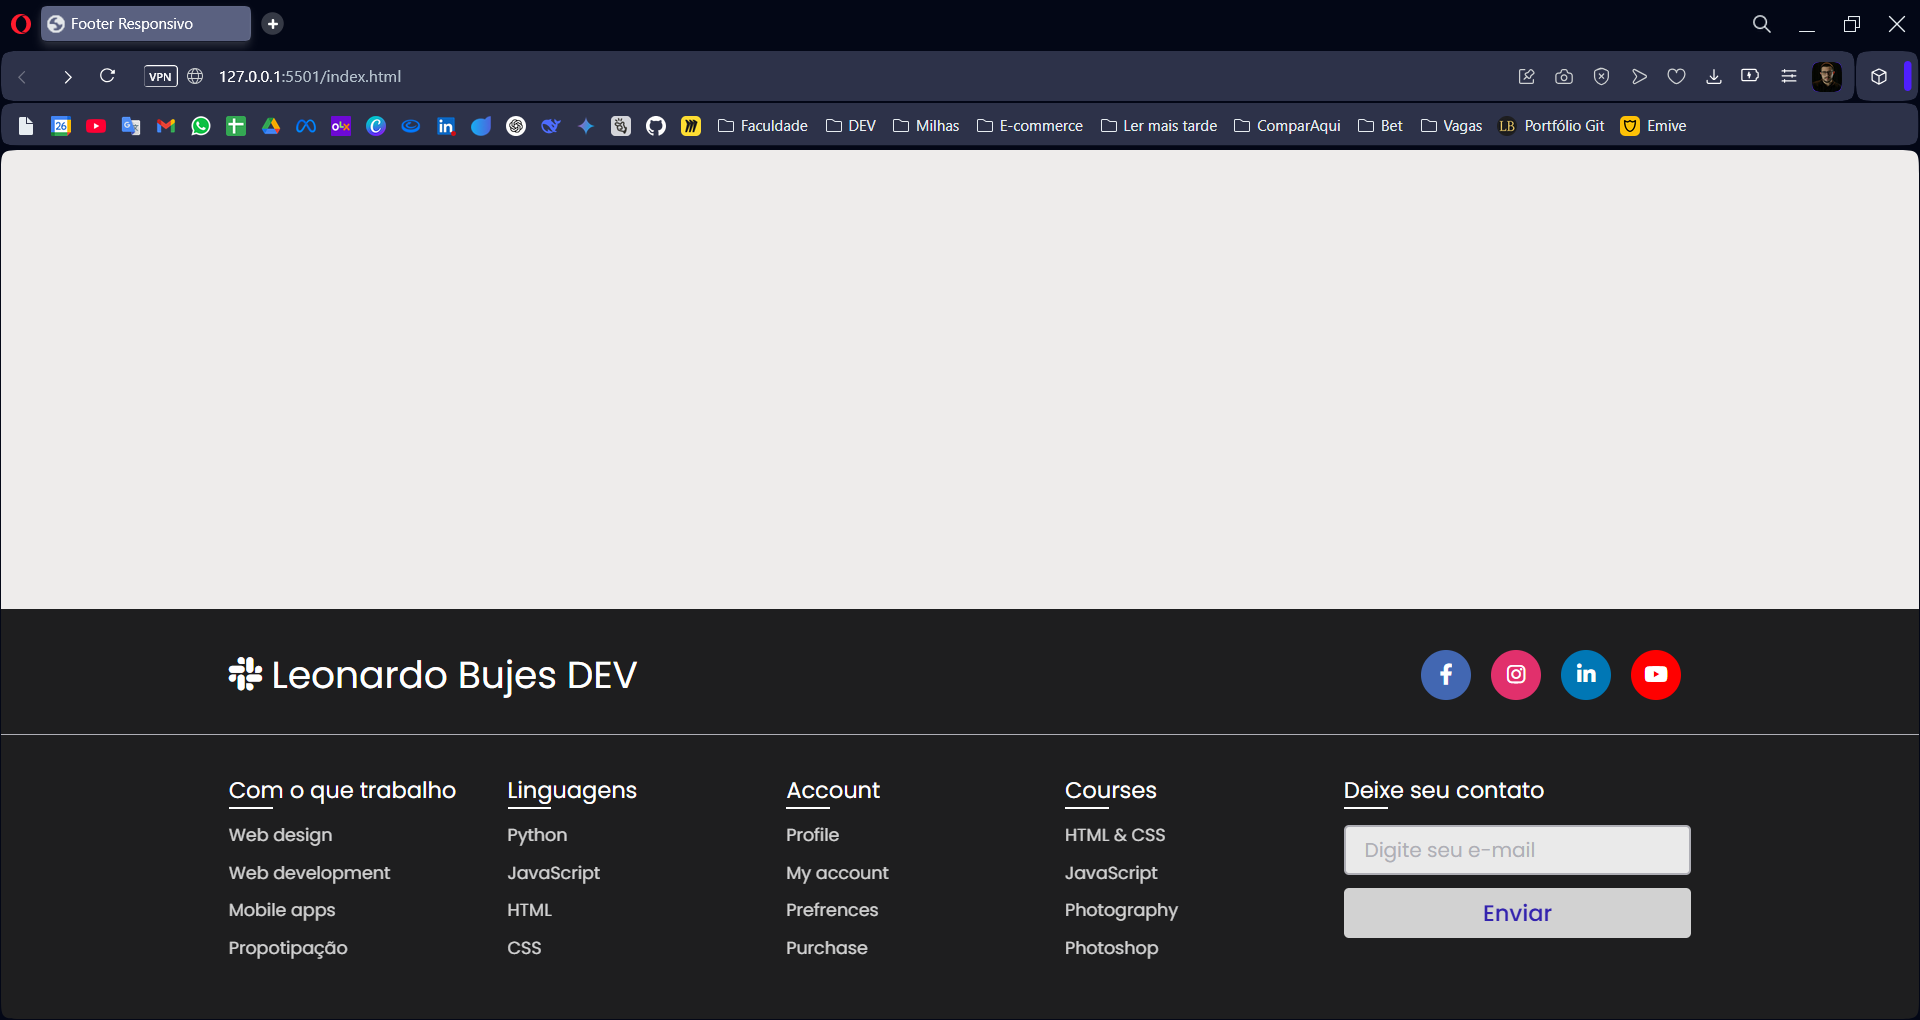 Footer Responsivo
VPN 127.0.0.1:5501/index.html
26 olx Faculdade DEV Milhas E-commerce Ler mais tarde ComparAqui Bet Vagas LB Portfólio Git Emive
Leonardo Bujes DEV
Com o que trabalho
Web design
Web development
Mobile apps
Propotipação
Linguagens
Python
JavaScript
HTML
CSS
Account
Profile
My account
Prefrences
Purchase
Courses
HTML & CSS
JavaScript
Photography
Photoshop
Deixe seu contato
Digite seu e-mail
Enviar